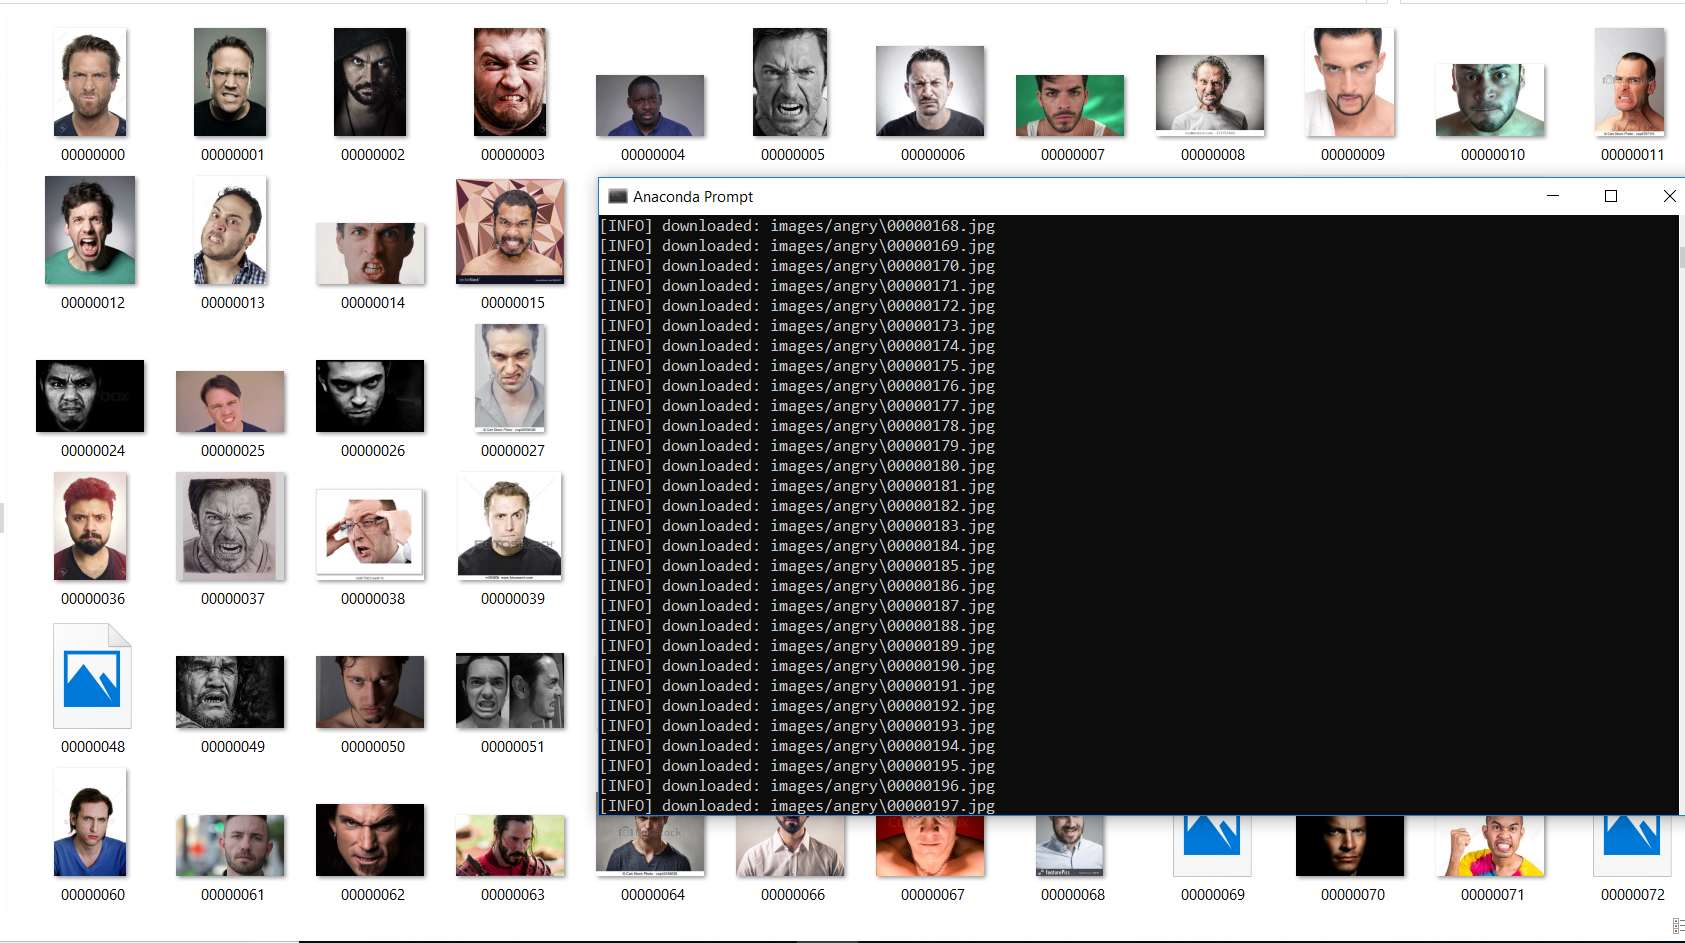 00000000 00000001 00000002 00000003 00000004 00000005 00000006 00000007 00000008 00000009 00000010 00000011
Anaconda Prompt
[INFO] downloaded: images/angry\00000168.jpg
[INFO] downloaded: images/angry\00000169.jpg
[INFO] downloaded: images/angry\00000170.jpg
[INFO] downloaded: images/angry\00000171.jpg
[INFO] downloaded: images/angry\00000172.jpg
[INFO] downloaded: images/angry\00000173.jpg
[INFO] downloaded: images/angry\00000174.jpg
[INFO] downloaded: images/angry\00000175.jpg
[INFO] downloaded: images/angry\00000176.jpg
[INFO] downloaded: images/angry\00000177.jpg
[INFO] downloaded: images/angry\00000178.jpg
[INFO] downloaded: images/angry\00000179.jpg
[INFO] downloaded: images/angry\00000180.jpg
[INFO] downloaded: images/angry\00000181.jpg
[INFO] downloaded: images/angry\00000182.jpg
[INFO] downloaded: images/angry\00000183.jpg
[INFO] downloaded: images/angry\00000184.jpg
[INFO] downloaded: images/angry\00000185.jpg
[INFO] downloaded: images/angry\00000186.jpg
[INFO] downloaded: images/angry\00000187.jpg
[INFO] downloaded: images/angry\00000188.jpg
[INFO] downloaded: images/angry\00000189.jpg
[INFO] downloaded: images/angry\00000190.jpg
[INFO] downloaded: images/angry\00000191.jpg
[INFO] downloaded: images/angry\00000192.jpg
[INFO] downloaded: images/angry\00000193.jpg
[INFO] downloaded: images/angry\00000194.jpg
[INFO] downloaded: images/angry\00000195.jpg
[INFO] downloaded: images/angry\00000196.jpg
[INFO] downloaded: images/angry\00000197.jpg
00000012 00000013 00000014 00000015
00000024 00000025 00000026 00000027
00000036 00000037 00000038 00000039
00000048 00000049 00000050 00000051
00000060 00000061 00000062 00000063 00000064 00000066 00000067 00000068 00000069 00000070 00000071 00000072